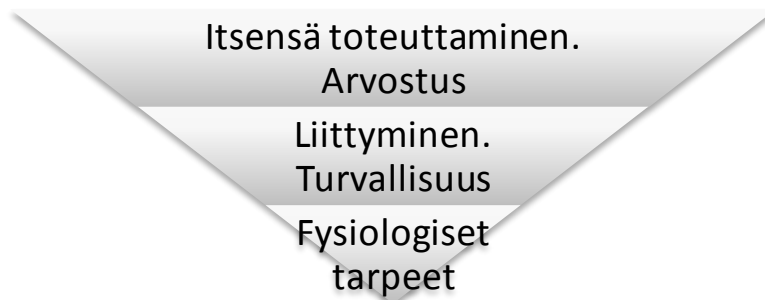 Itsensä toteuttaminen.
Arvostus
Liittyminen.
Turvallisuus
Fysiologiset
tarpeet